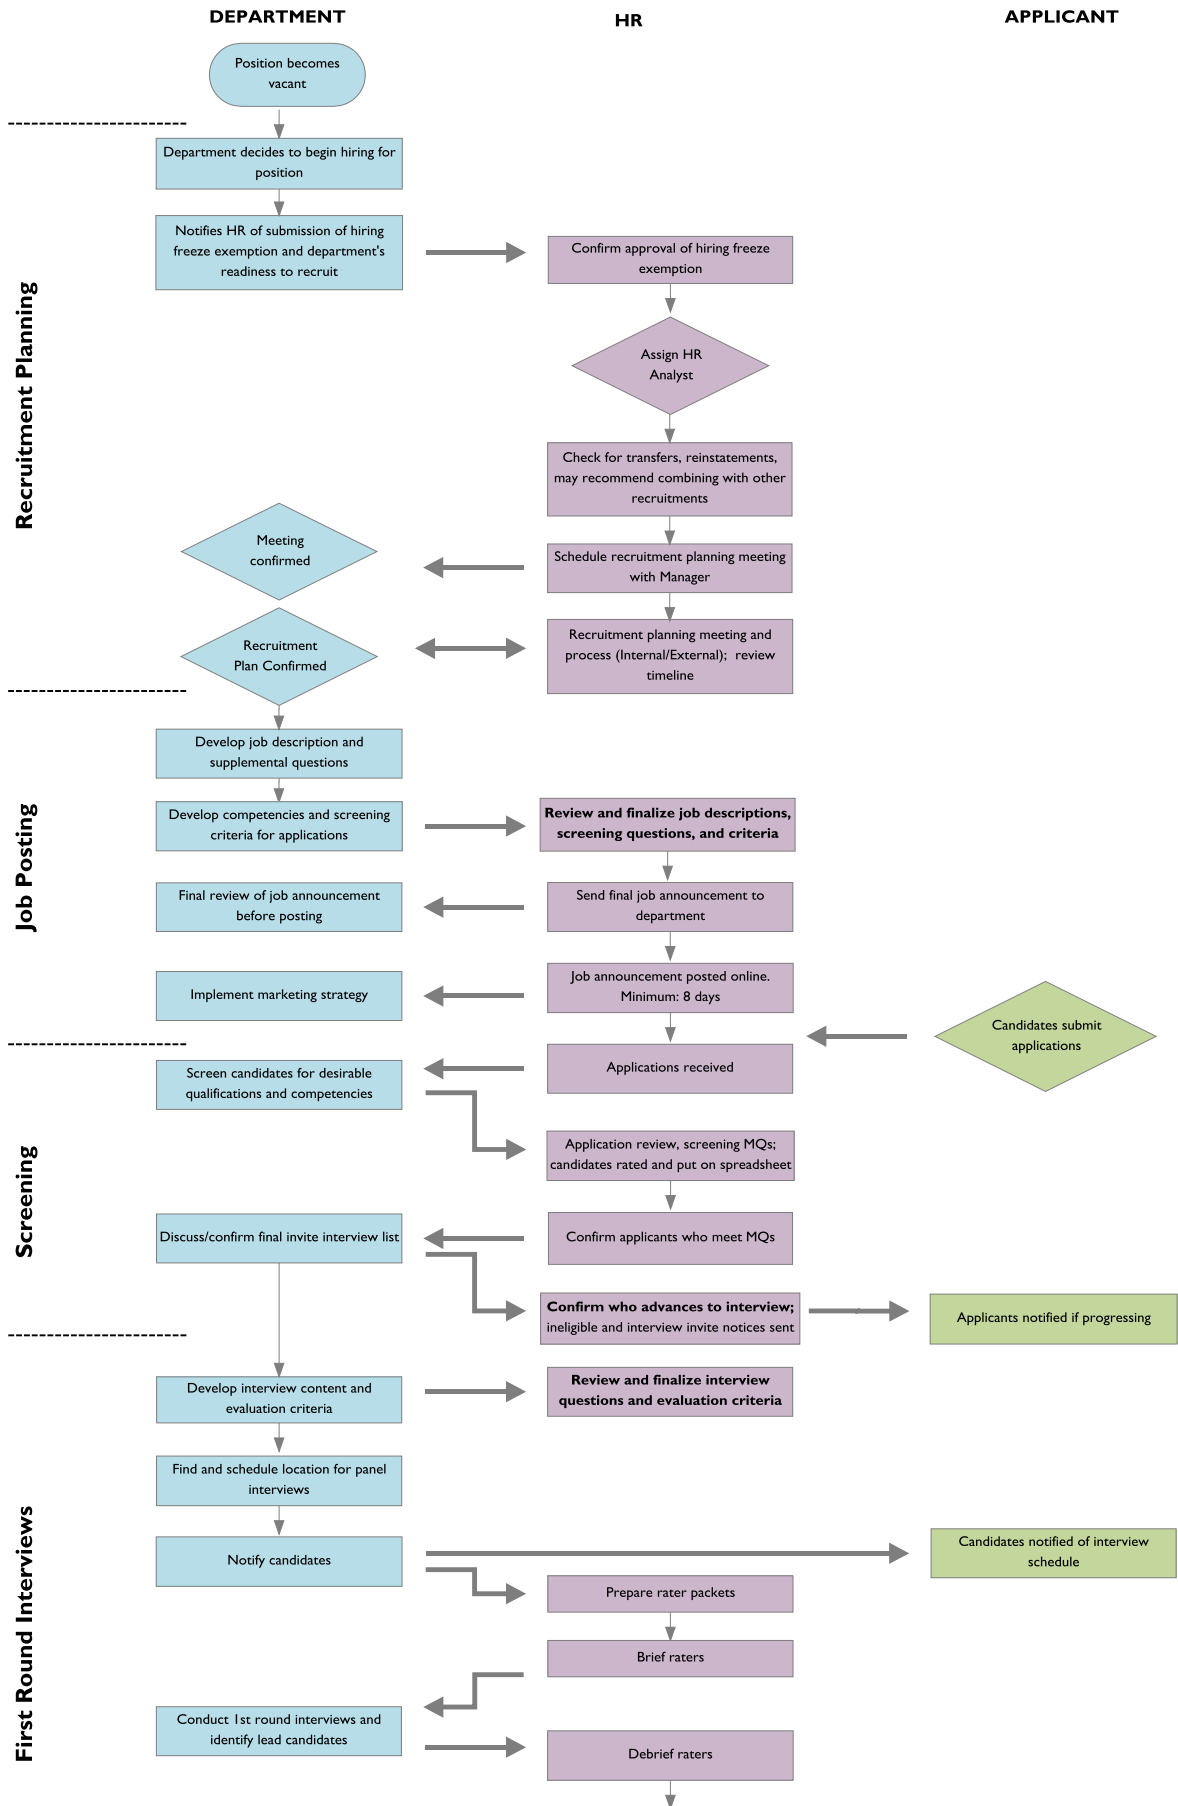 DEPARTMENT
HR
APPLICANT
Position becomes
vacant
Recruitment Planning
Department decides to begin hiring for
position
Notifies HR of submission of hiring
freeze exemption and department's
readiness to recruit
Confirm approval of hiring freeze
exemption
Assign HR
Analyst
Check for transfers, reinstatements,
may recommend combining with other
recruitments
Meeting
confirmed
Schedule recruitment planning meeting
with Manager
Recruitment
Plan Confirmed
Recruitment planning meeting and
process (Internal/External); review
timeline
Job Posting
Develop job description and
supplemental questions
Develop competencies and screening
criteria for applications
Review and finalize job descriptions,
screening questions, and criteria
Final review of job announcement
before posting
Send final job announcement to
department
Implement marketing strategy
Job announcement posted online.
Minimum: 8 days
Candidates submit
applications
Screening
Screen candidates for desirable
qualifications and competencies
Applications received
Application review, screening MQs;
candidates rated and put on spreadsheet
Discuss/confirm final invite interview list
Confirm applicants who meet MQs
Confirm who advances to interview;
ineligible and interview invite notices sent
Applicants notified if progressing
First Round Interviews
Develop interview content and
evaluation criteria
Review and finalize interview
questions and evaluation criteria
Find and schedule location for panel
interviews
Notify candidates
Candidates notified of interview
schedule
Prepare rater packets
Brief raters
Conduct 1st round interviews and
identify lead candidates
Debrief raters